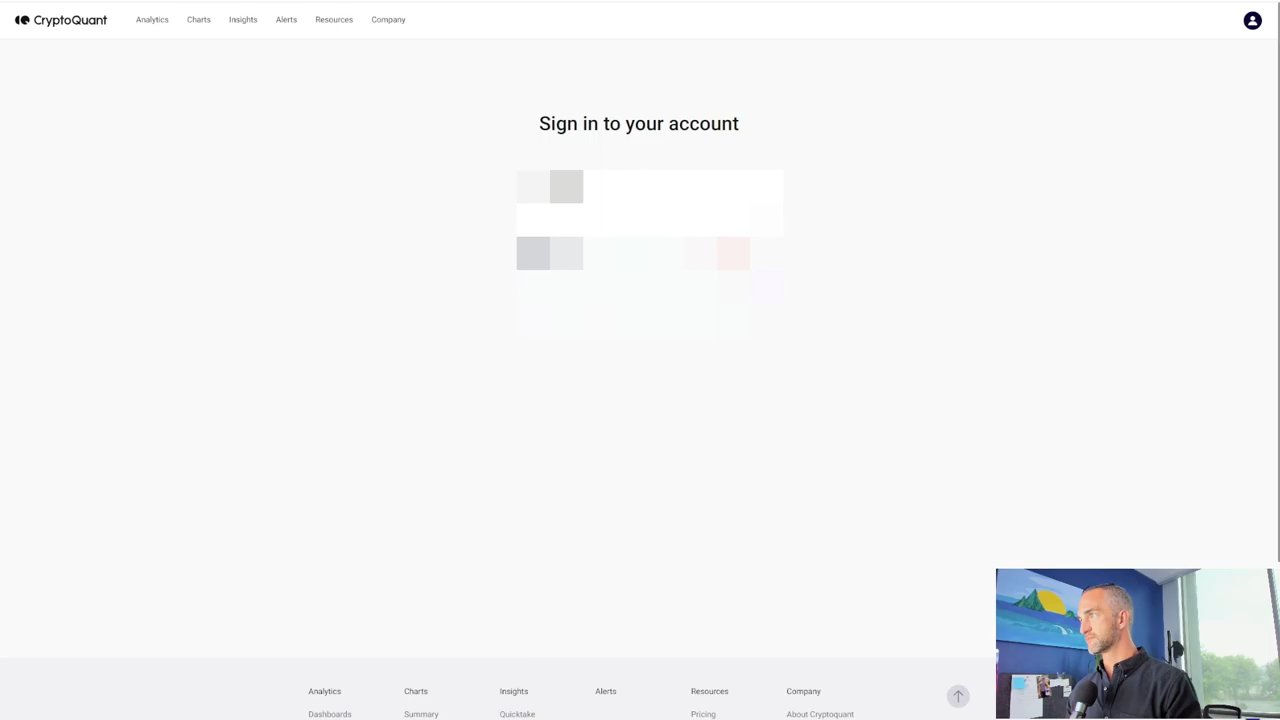 CryptoQuant Analytics Charts Insights Alerts Resources Company
Sign in to your account
Analytics Charts Insights Alerts Resources Company
Dashboards Summary Quicktake Pricing About Cryptoquant